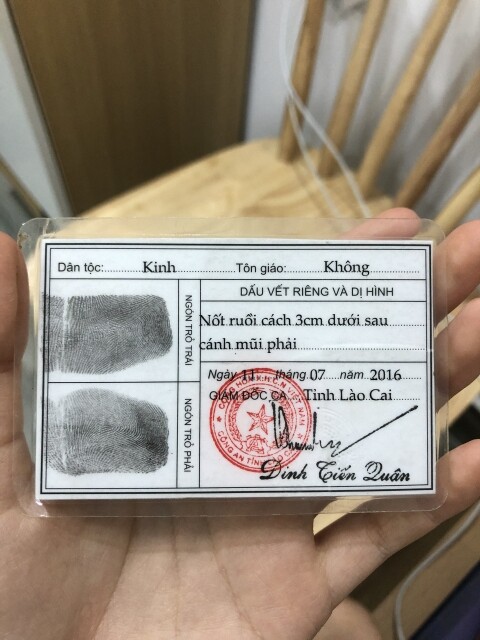 Dân tộc: Kinh Tôn giáo: Không
NGÓN TRỎ TRÁI
NGÓN TRỎ PHẢI
DẤU VẾT RIÊNG VÀ DỊ HÌNH
Nốt ruồi cách 3cm dưới sau
cánh mũi phải
Ngày 11 tháng 07 năm 2016
GIÁM ĐỐC CA Tỉnh Lào Cai
Đinh Tiến Quân